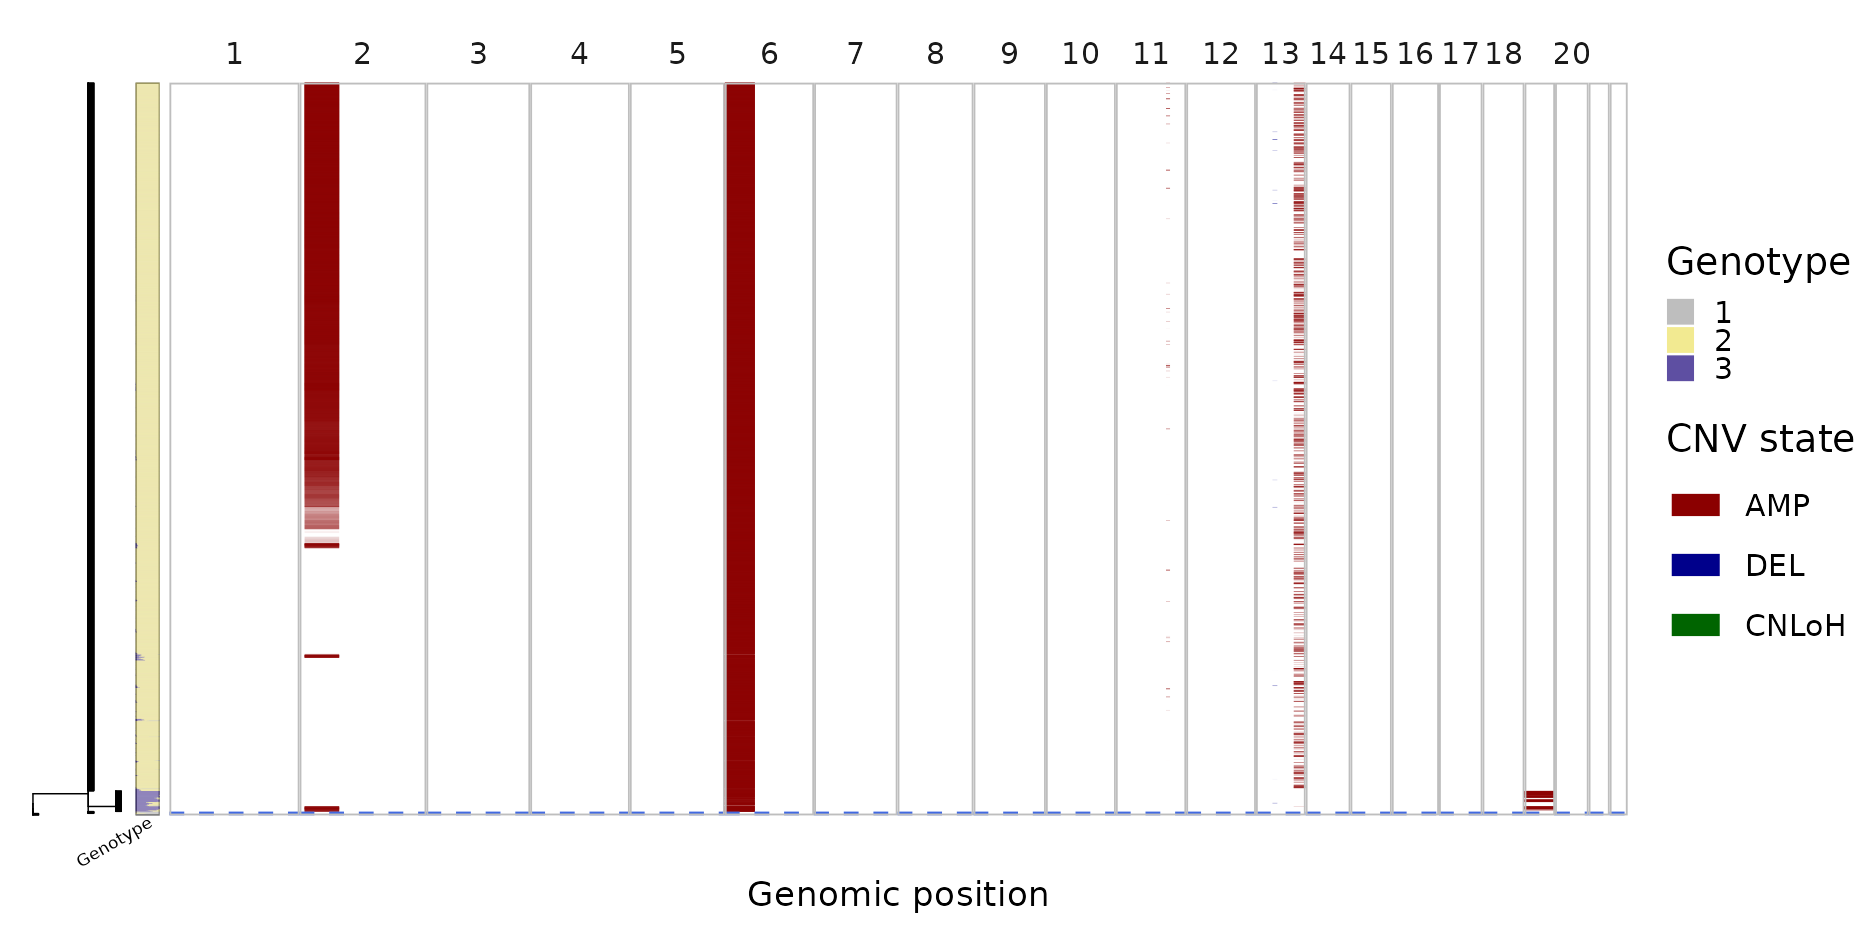 1 2 3 4 5 6 7 8 9 10 11 12 13 14 15 16 17 18 20
Genotype
1
2
3
CNV state
AMP
DEL
CNLoH
Genotype
Genomic position